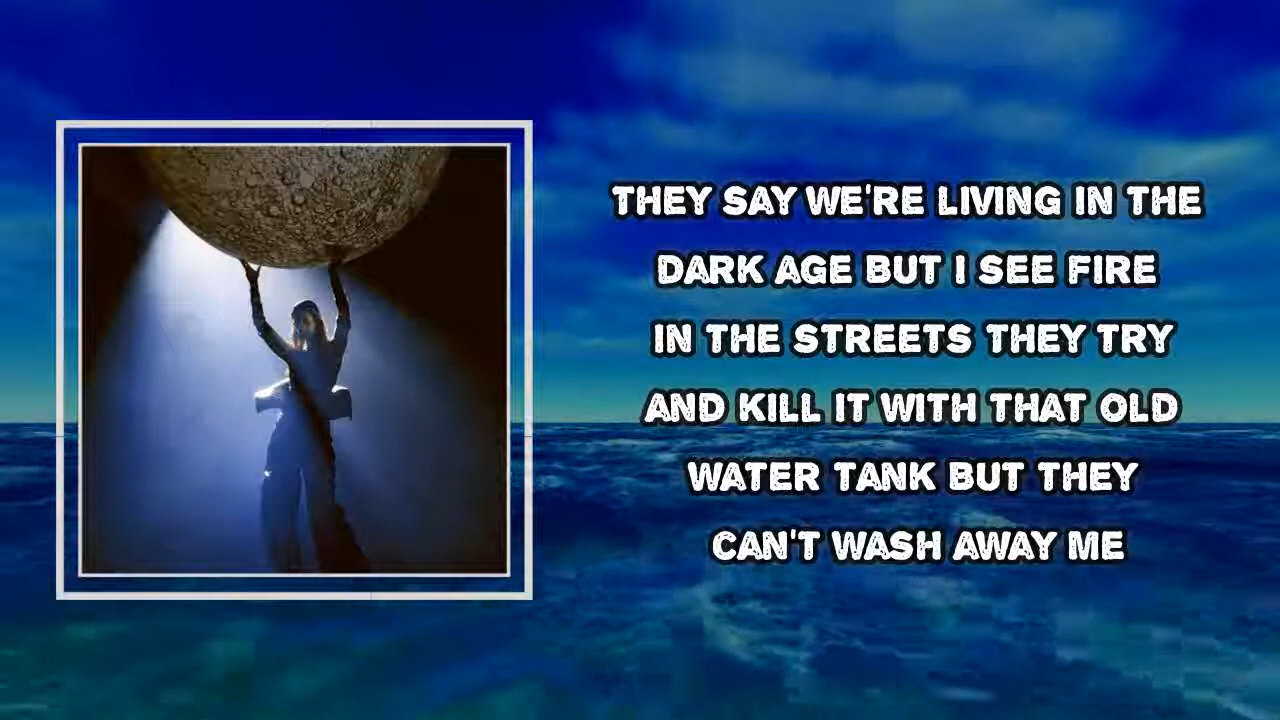 THEY SAY WE'RE LIVING IN THE
DARK AGE BUT I SEE FIRE
IN THE STREETS THEY TRY
AND KILL IT WITH THAT OLD
WATER TANK BUT THEY
CAN'T WASH AWAY ME